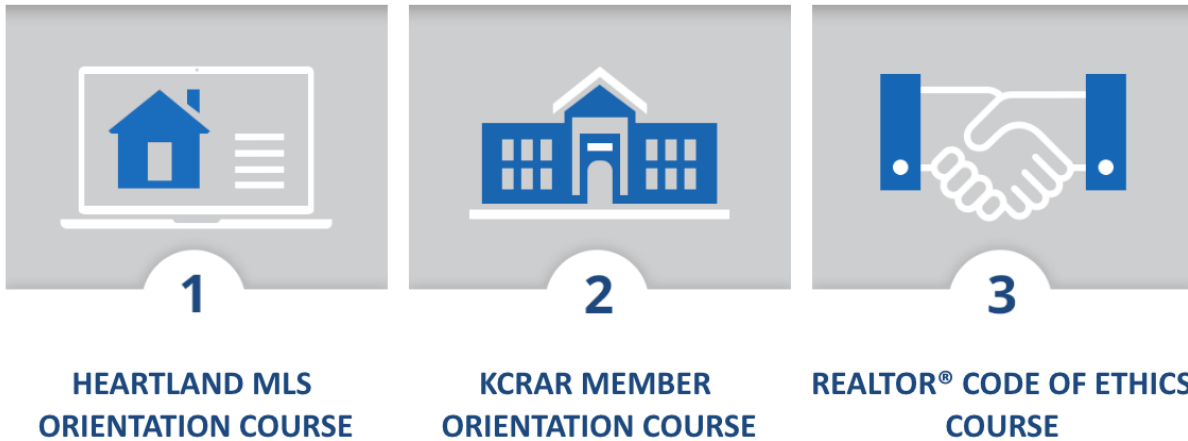 1
HEARTLAND MLS
ORIENTATION COURSE
2
KCRAR MEMBER
ORIENTATION COURSE
3
REALTOR® CODE OF ETHICS
COURSE